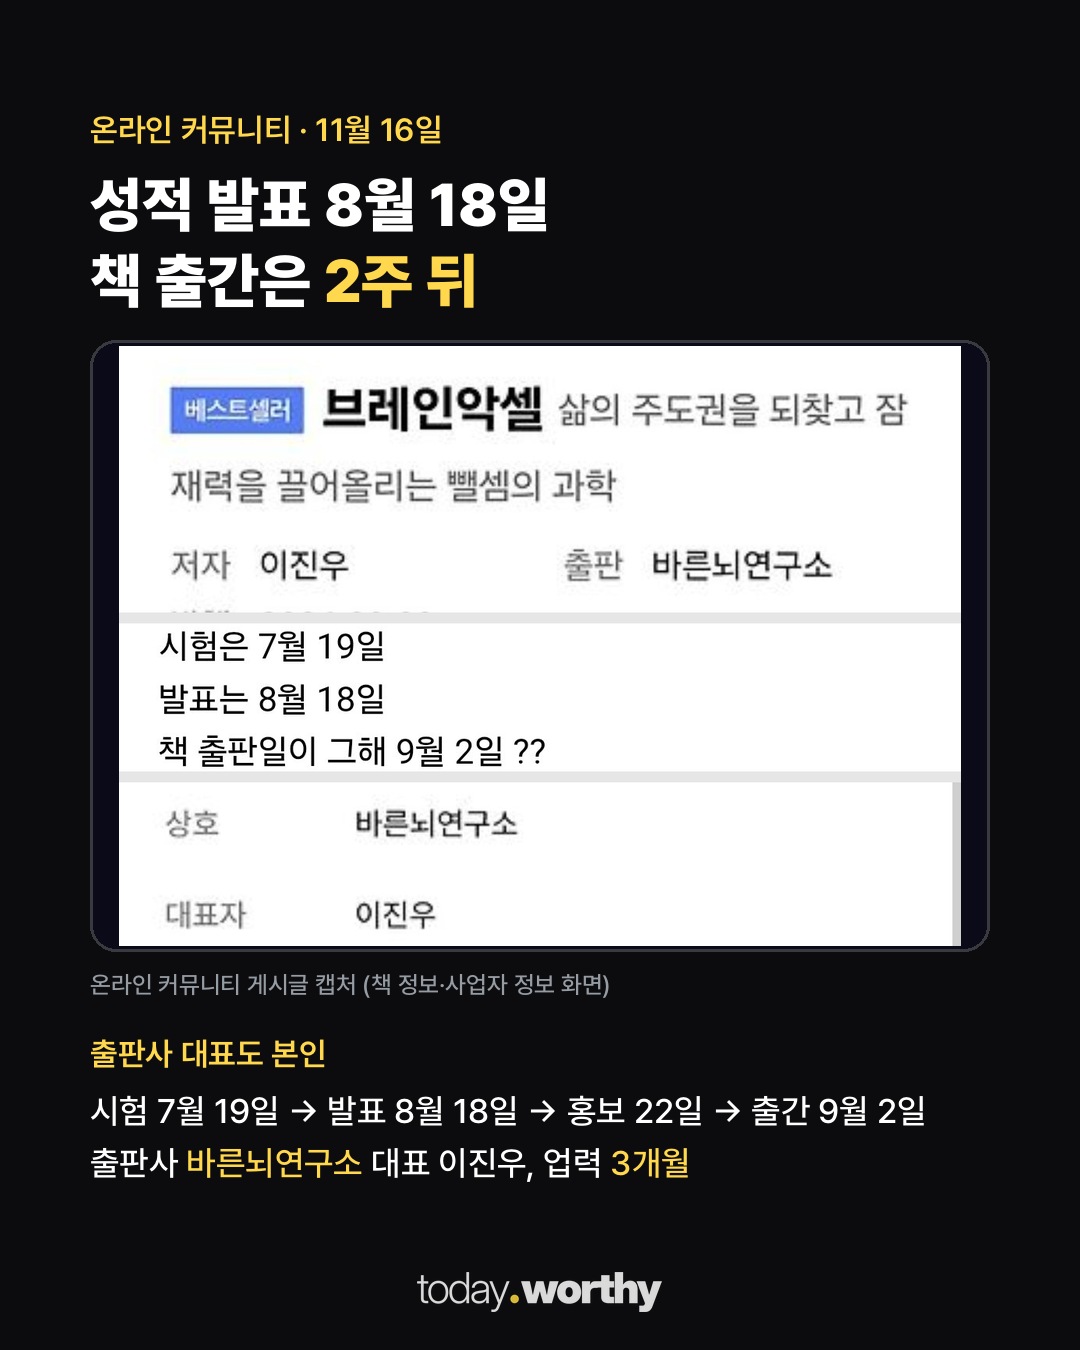 온라인 커뮤니티 · 11월 16일
성적 발표 8월 18일
책 출간은 2주 뒤
베스트셀러 브레인악셀 삶의 주도권을 되찾고 잠
재력을 끌어올리는 뺄셈의 과학
저자 이진우 출판 바른뇌연구소
시험은 7월 19일
발표는 8월 18일
책 출판일이 그해 9월 2일 ??
상호 바른뇌연구소
대표자 이진우
온라인 커뮤니티 게시글 캡처 (책 정보·사업자 정보 화면)
출판사 대표도 본인
시험 7월 19일 → 발표 8월 18일 → 홍보 22일 → 출간 9월 2일
출판사 바른뇌연구소 대표 이진우, 업력 3개월
today.worthy